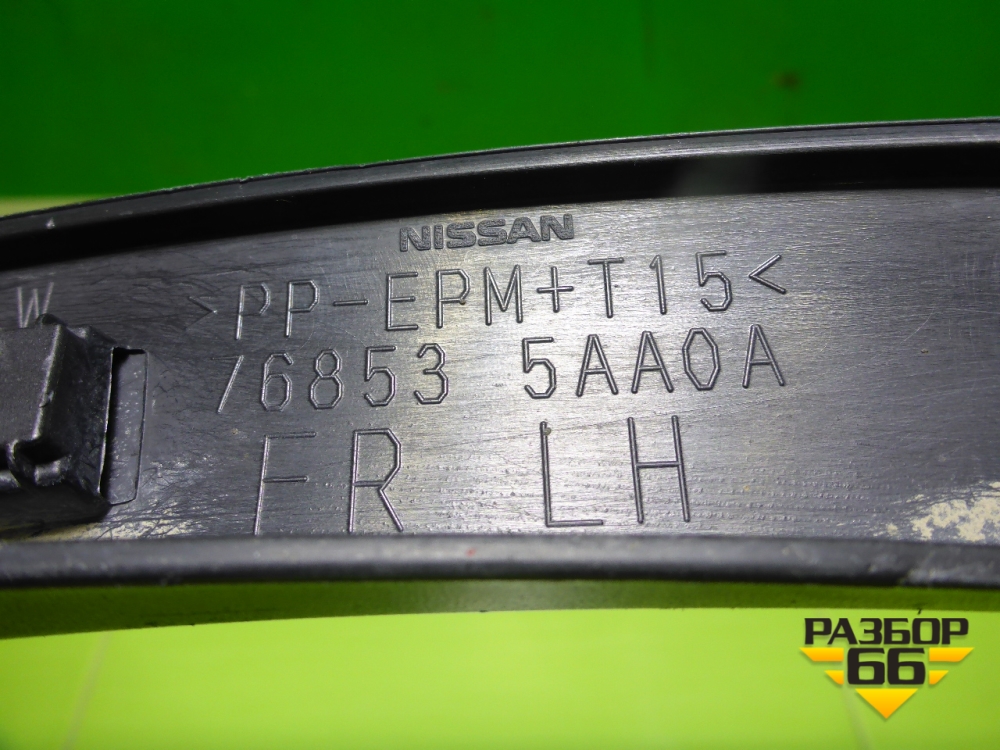 NISSAN
W
>PP-EPM+T15<
76853 5AA0A
FR LH
РАЗБОР
66